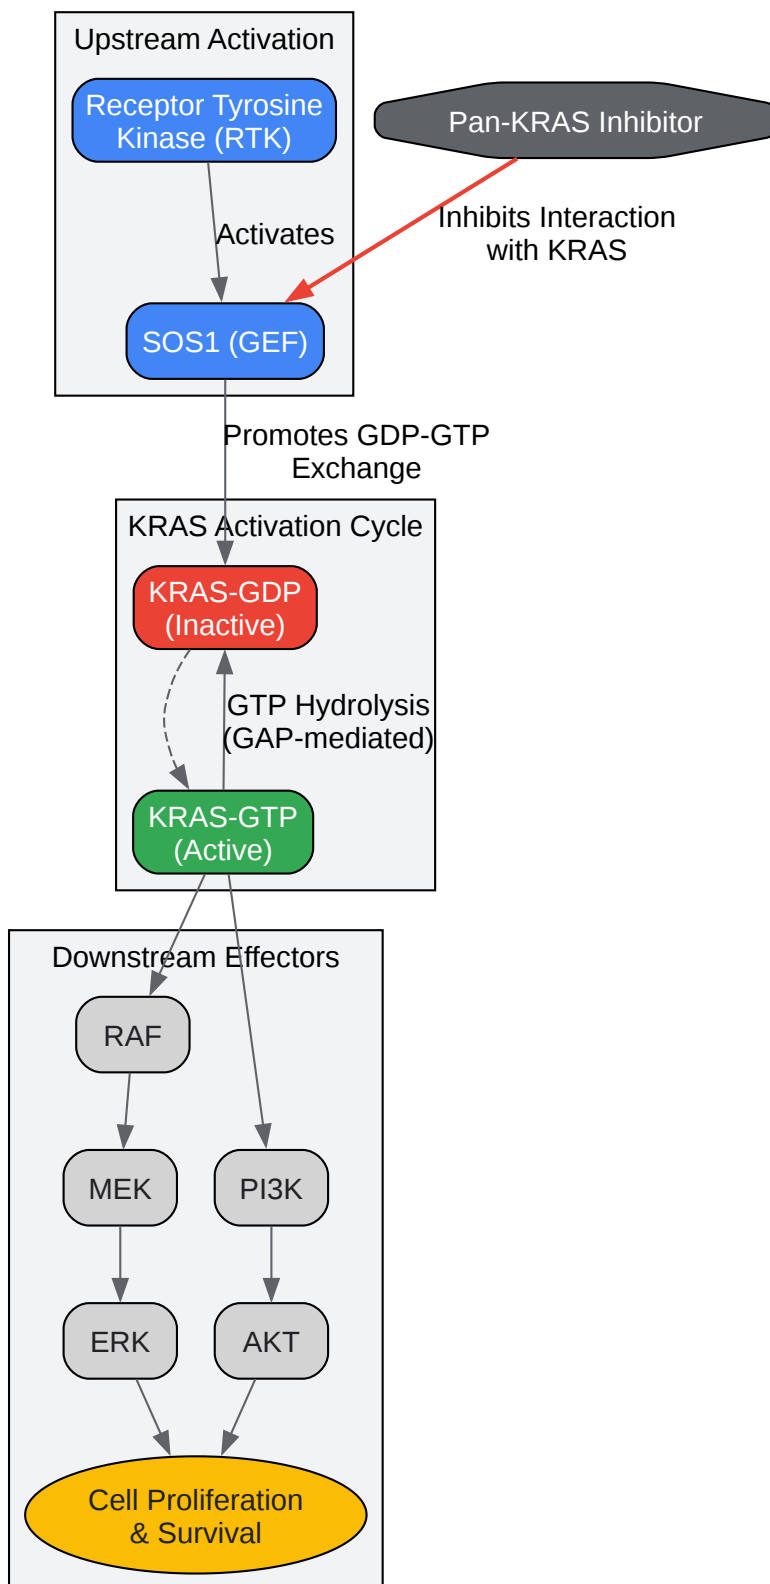 Upstream Activation
Receptor Tyrosine
Kinase (RTK)
Pan-KRAS Inhibitor
Activates
Inhibits Interaction
with KRAS
SOS1 (GEF)
Promotes GDP-GTP
Exchange
KRAS Activation Cycle
KRAS-GDP
(Inactive)
GTP Hydrolysis
(GAP-mediated)
KRAS-GTP
(Active)
Downstream Effectors
RAF
MEK
PI3K
ERK
AKT
Cell Proliferation
& Survival